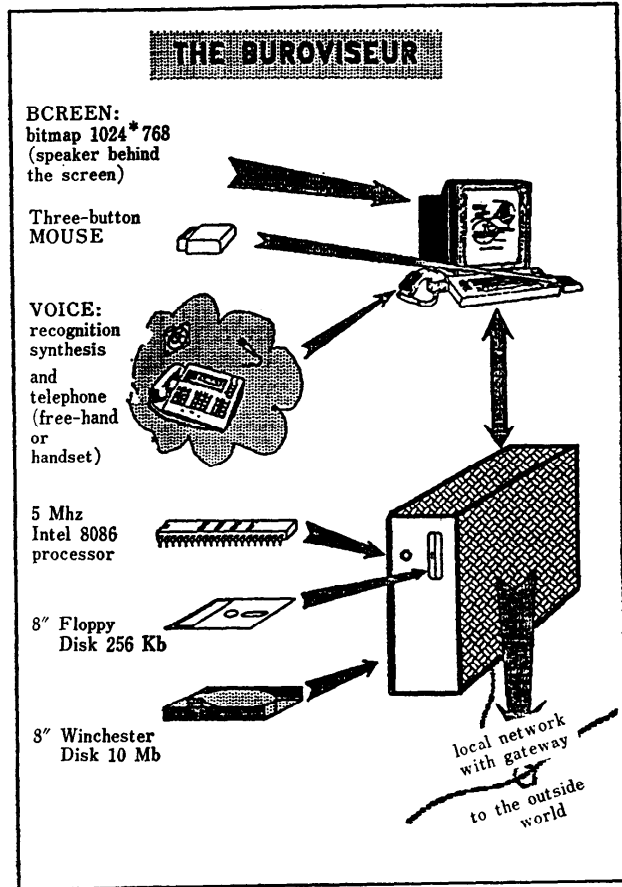 THE BUROVISEUR
BCREEN:
bitmap 1024*768
(speaker behind
the screen)
Three-button
MOUSE
VOICE:
recognition
synthesis
and
telephone
(free-hand
or
handset)
5 Mhz
Intel 8086
processor
8" Floppy
Disk 256 Kb
8" Winchester
Disk 10 Mb
local network
with gateway
to the outside
world